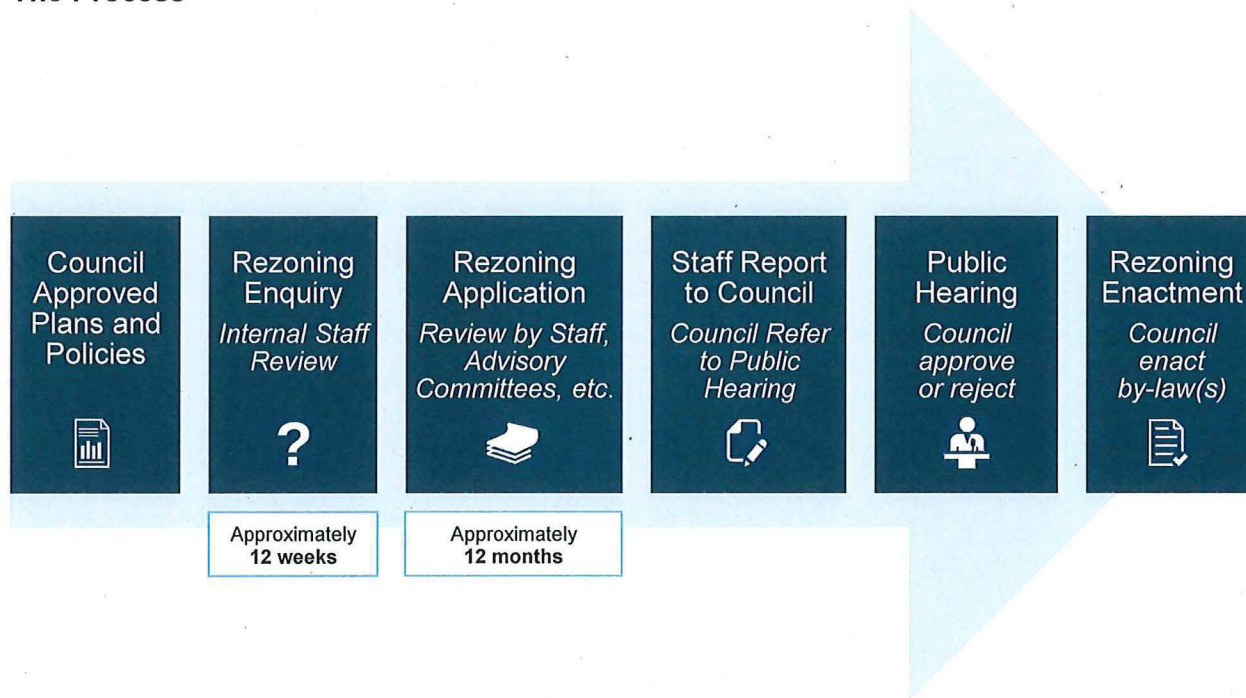 The Process
Council
Approved
Plans and
Policies
Rezoning
Enquiry
Internal Staff
Review
?
Approximately
12 weeks
Rezoning
Application
Review by Staff,
Advisory
Committees, etc.
Approximately
12 months
Staff Report
to Council
Council Refer
to Public
Hearing
Public
Hearing
Council
approve
or reject
Rezoning
Enactment
Council
enact
by-law(s)